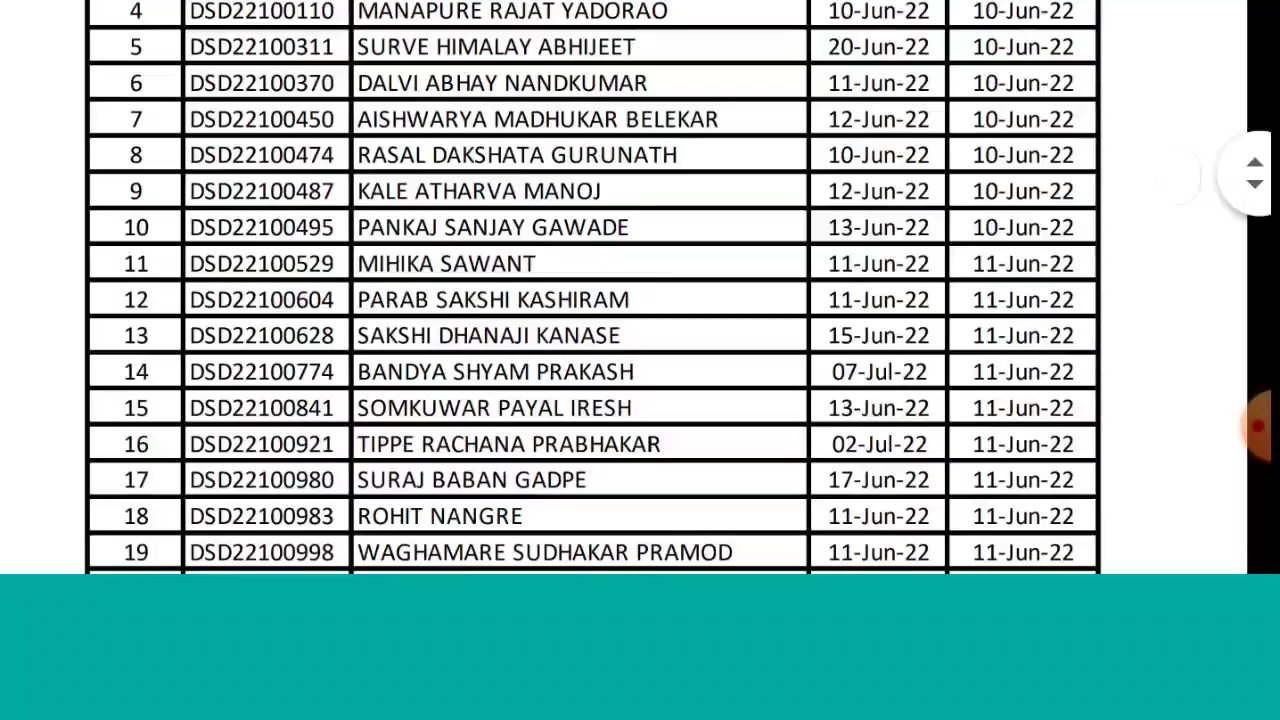 4 DSD22100110 MANAPURE RAJAT YADORAO 10-Jun-22 10-Jun-22
5 DSD22100311 SURVE HIMALAY ABHIJEET 20-Jun-22 10-Jun-22
6 DSD22100370 DALVI ABHAY NANDKUMAR 11-Jun-22 10-Jun-22
7 DSD22100450 AISHWARYA MADHUKAR BELEKAR 12-Jun-22 10-Jun-22
8 DSD22100474 RASAL DAKSHATA GURUNATH 10-Jun-22 10-Jun-22
9 DSD22100487 KALE ATHARVA MANOJ 12-Jun-22 10-Jun-22
10 DSD22100495 PANKAJ SANJAY GAWADE 13-Jun-22 10-Jun-22
11 DSD22100529 MIHIKA SAWANT 11-Jun-22 11-Jun-22
12 DSD22100604 PARAB SAKSHI KASHIRAM 11-Jun-22 11-Jun-22
13 DSD22100628 SAKSHI DHANAJI KANASE 15-Jun-22 11-Jun-22
14 DSD22100774 BANDYA SHYAM PRAKASH 07-Jul-22 11-Jun-22
15 DSD22100841 SOMKUWAR PAYAL IRESH 13-Jun-22 11-Jun-22
16 DSD22100921 TIPPE RACHANA PRABHAKAR 02-Jul-22 11-Jun-22
17 DSD22100980 SURAJ BABAN GADPE 17-Jun-22 11-Jun-22
18 DSD22100983 ROHIT NANGRE 11-Jun-22 11-Jun-22
19 DSD22100998 WAGHAMARE SUDHAKAR PRAMOD 11-Jun-22 11-Jun-22